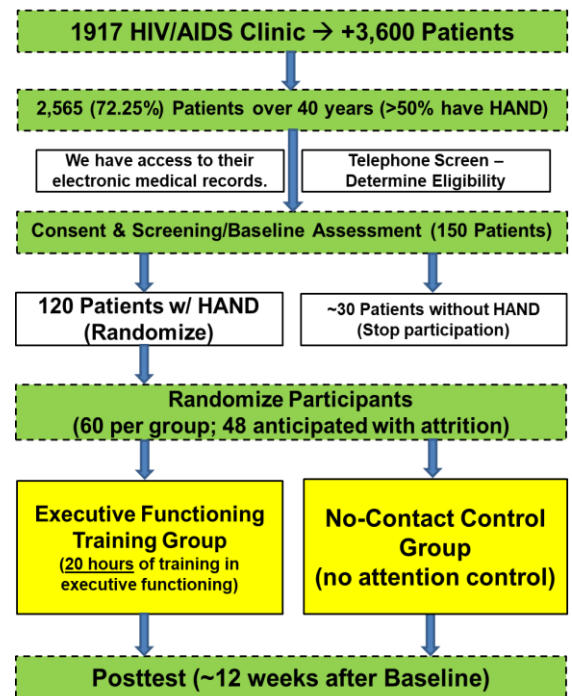 1917 HIV/AIDS Clinic → +3,600 Patients
2,565 (72.25%) Patients over 40 years (>50% have HAND)
We have access to their
electronic medical records.
Telephone Screen –
Determine Eligibility
Consent & Screening/Baseline Assessment (150 Patients)
120 Patients w/ HAND
(Randomize)
~30 Patients without HAND
(Stop participation)
Randomize Participants
(60 per group; 48 anticipated with attrition)
Executive Functioning
Training Group
(20 hours of training in
executive functioning)
No-Contact Control
Group
(no attention control)
Posttest (~12 weeks after Baseline)